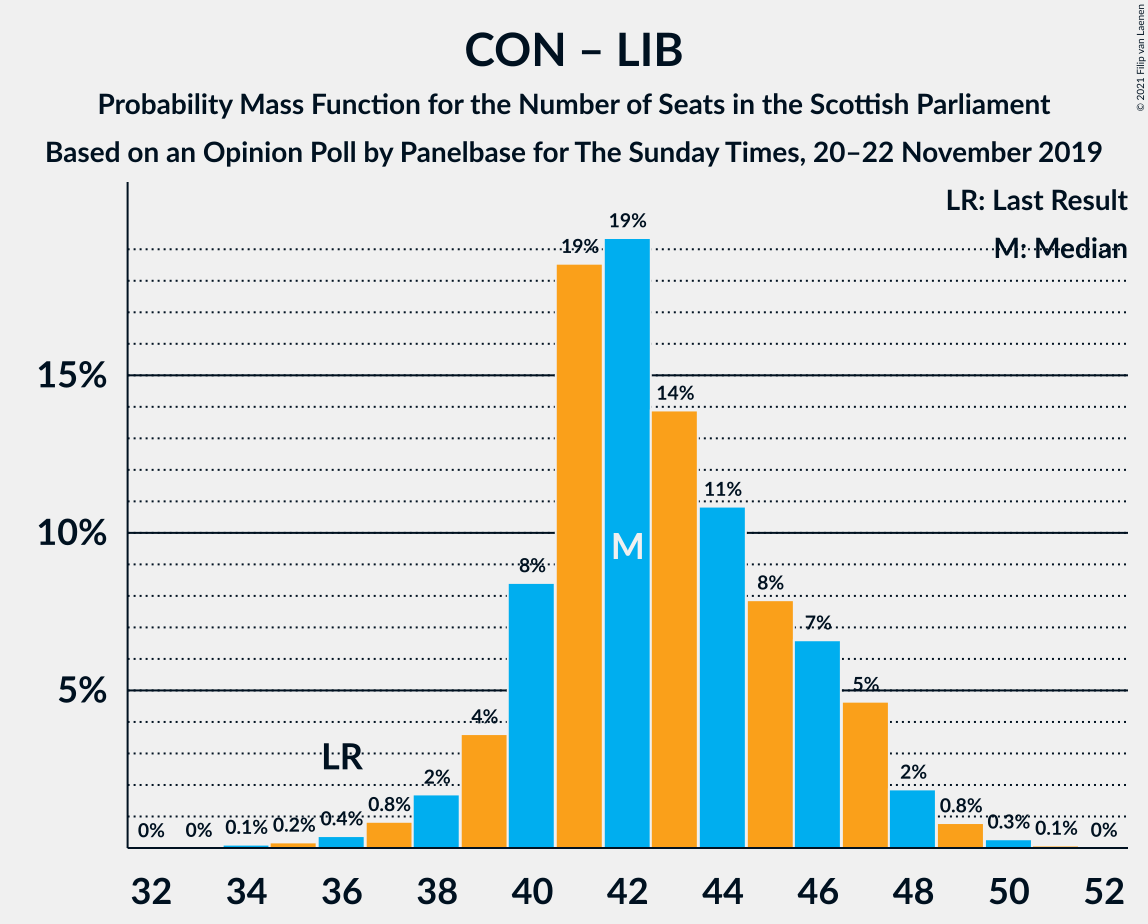 CON – LIB
Probability Mass Function for the Number of Seats in the Scottish Parliament
Based on an Opinion Poll by Panelbase for The Sunday Times, 20–22 November 2019
© 2021 Filip van Laenen
LR: Last Result
M: Median
15%
10%
5%
0% 0% 0.1% 0.2% 0.4% 0.8% 2% 4% 8% 19% 19% 14% 11% 8% 7% 5% 2% 0.8% 0.3% 0.1% 0%
LR
M
32 34 36 38 40 42 44 46 48 50 52